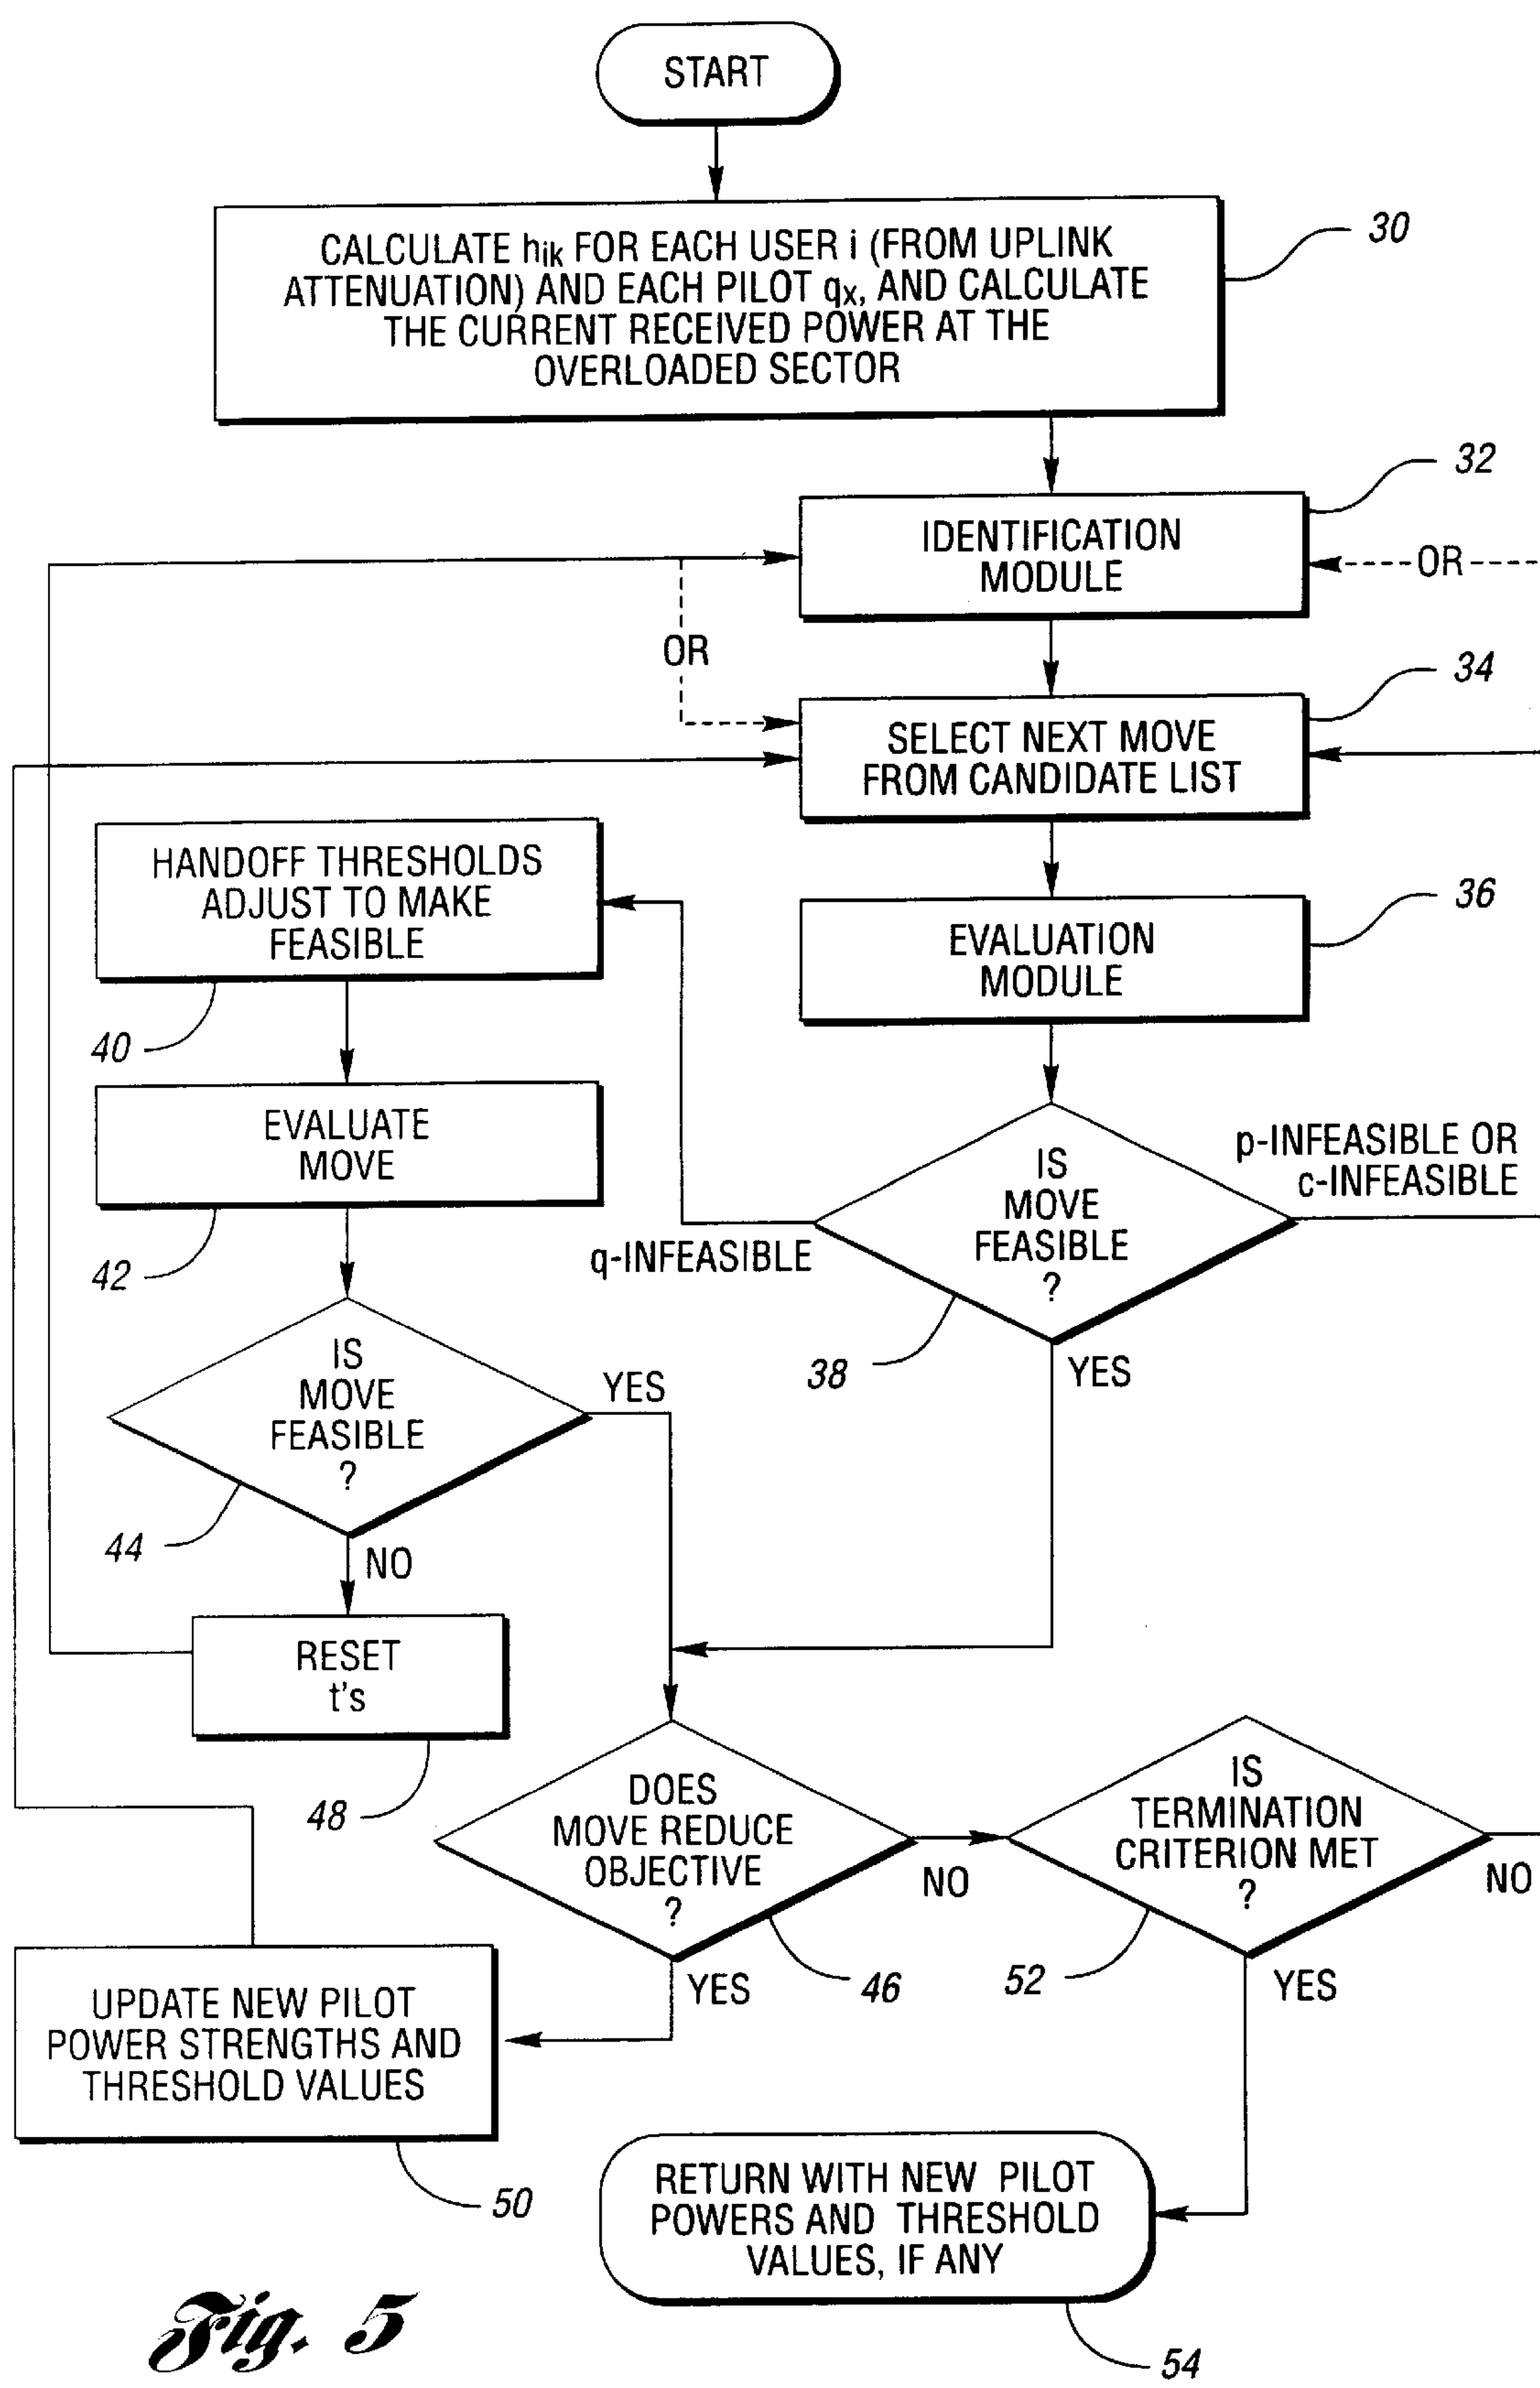 START
CALCULATE hik FOR EACH USER i (FROM UPLINK
ATTENUATION) AND EACH PILOT qx, AND CALCULATE
THE CURRENT RECEIVED POWER AT THE
OVERLOADED SECTOR
30
IDENTIFICATION
MODULE
32
OR
OR
SELECT NEXT MOVE
FROM CANDIDATE LIST
34
HANDOFF THRESHOLDS
ADJUST TO MAKE
FEASIBLE
40
EVALUATION
MODULE
36
EVALUATE
MOVE
42
IS
MOVE
FEASIBLE
?
38
p-INFEASIBLE OR
c-INFEASIBLE
q-INFEASIBLE
YES
IS
MOVE
FEASIBLE
?
44
YES
NO
RESET
t's
48
DOES
MOVE REDUCE
OBJECTIVE
?
46
NO
YES
IS
TERMINATION
CRITERION MET
?
52
NO
YES
UPDATE NEW PILOT
POWER STRENGTHS AND
THRESHOLD VALUES
50
RETURN WITH NEW PILOT
POWERS AND THRESHOLD
VALUES, IF ANY
54
Fig. 5